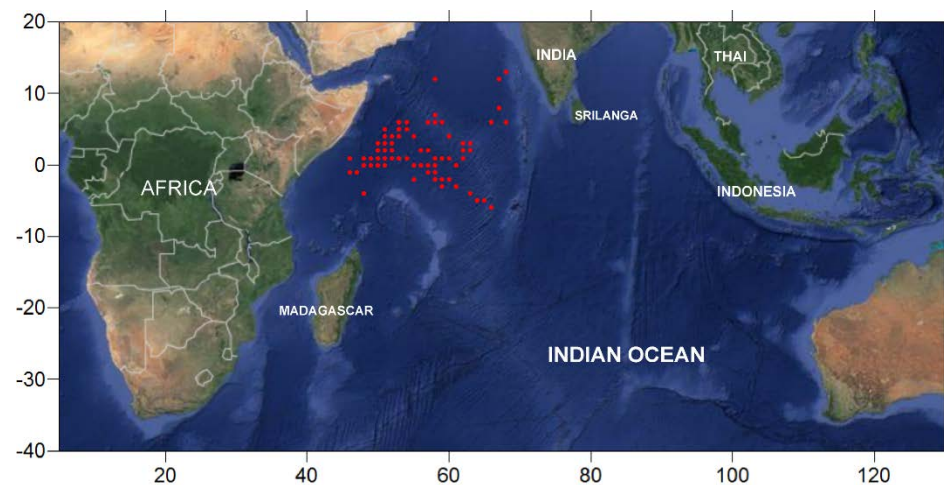 20
INDIA
THAI
10
SRILANGA
0
AFRICA
INDONESIA
-10
-20
MADAGASCAR
INDIAN OCEAN
-30
-40
20 40 60 80 100 120